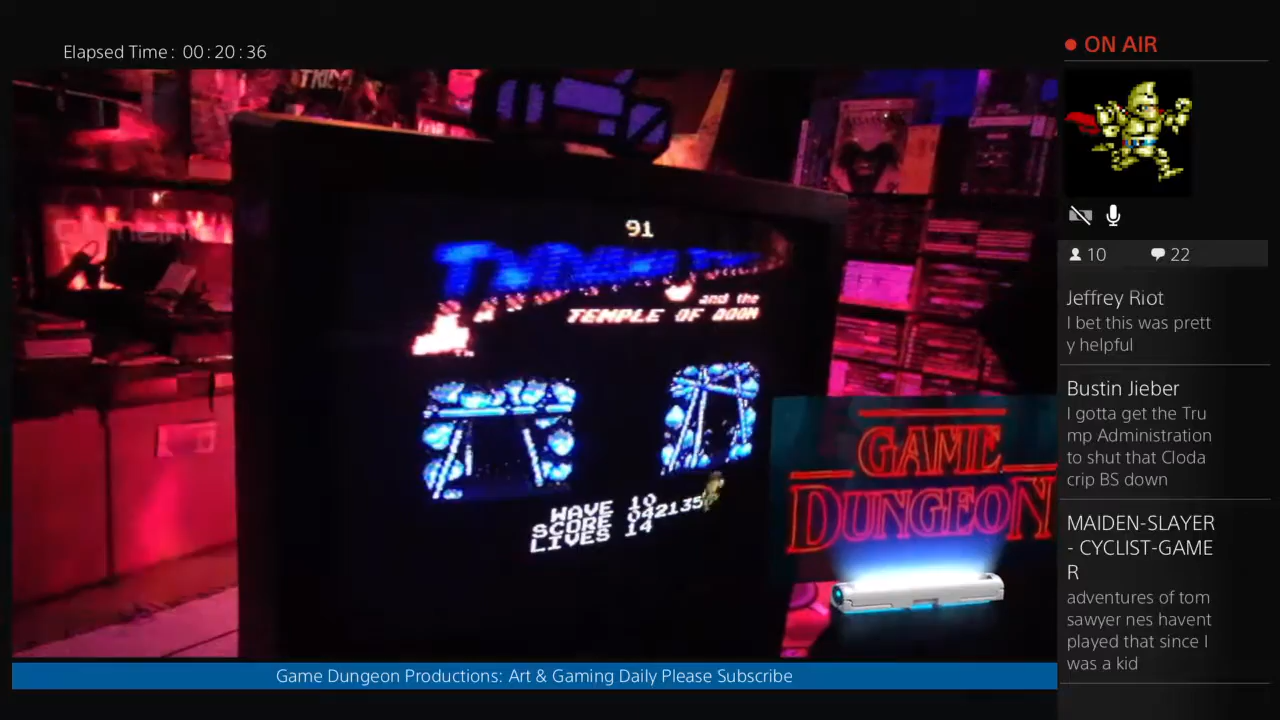 Elapsed Time: 00:20:36
ON AIR
91
and the
TEMPLE OF DOOM
TM
WAVE 10
SCORE 042135
LIVES 14
GAME
DUNGEON
10
22
Jeffrey Riot
I bet this was prett
y helpful
Bustin Jieber
I gotta get the Tru
mp Administration
to shut that Cloda
crip BS down
MAIDEN-SLAYER
- CYCLIST-GAME
R
adventures of tom
sawyer nes havent
played that since I
was a kid
Game Dungeon Productions: Art & Gaming Daily Please Subscribe